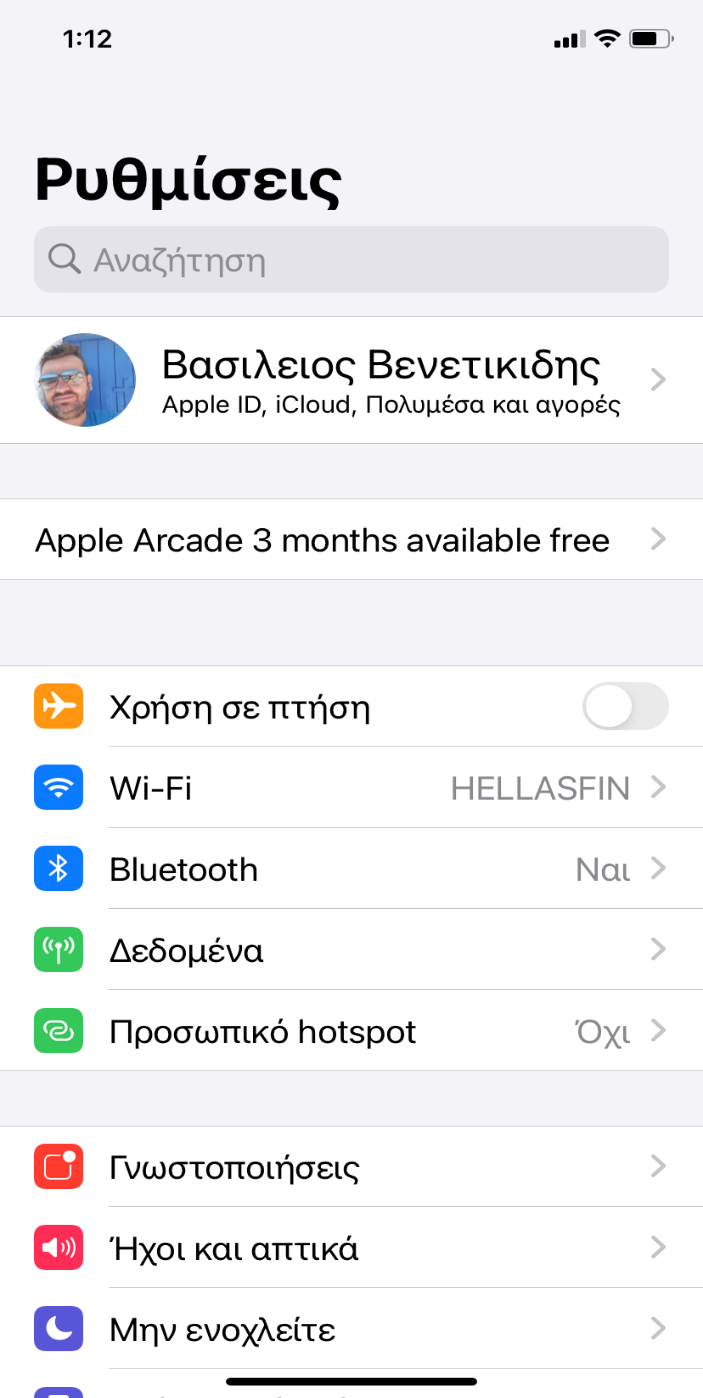 1:12
Ρυθμίσεις
Αναζήτηση
Βασιλειος Βενετικιδης
Apple ID, iCloud, Πολυμέσα και αγορές
Apple Arcade 3 months available free
Χρήση σε πτήση
Wi-Fi HELLASFIN
Bluetooth Ναι
Δεδομένα
Προσωπικό hotspot Όχι
Γνωστοποιήσεις
Ήχοι και απτικά
Μην ενοχλείτε